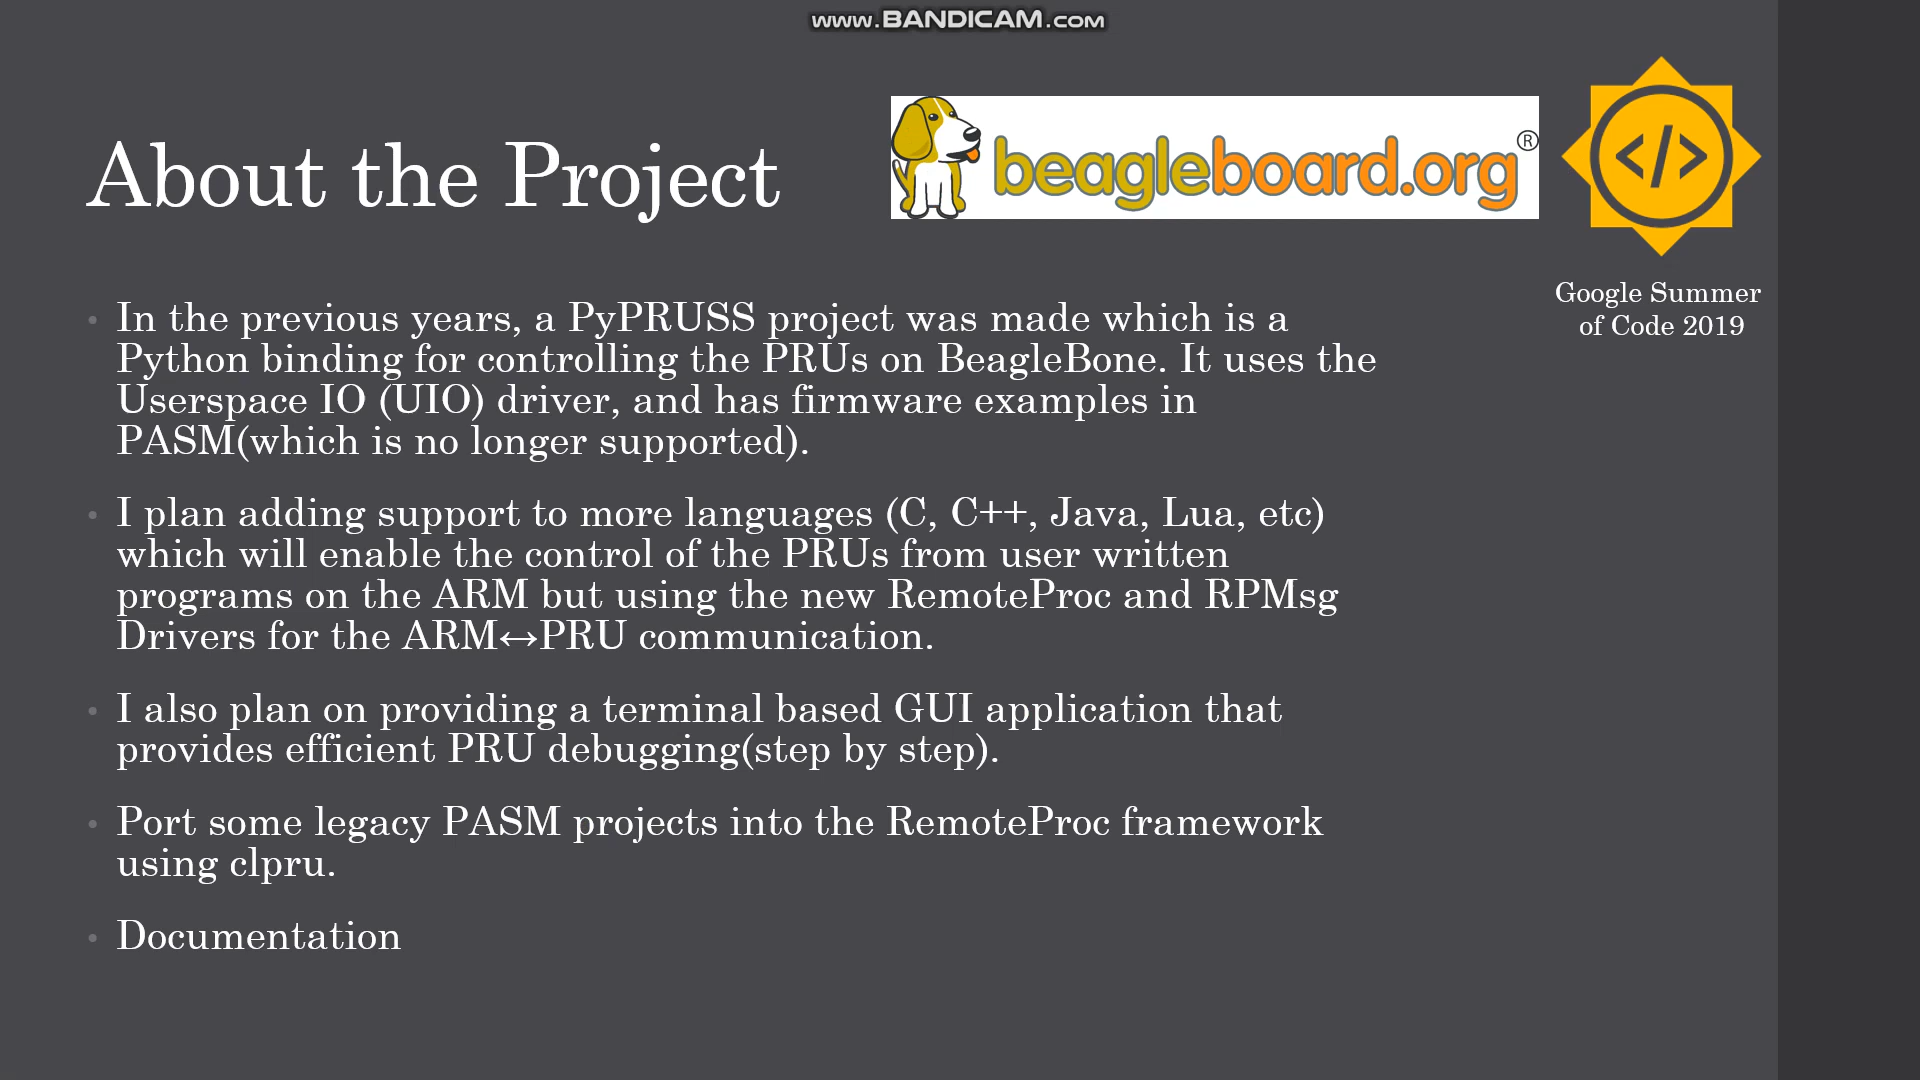 www.BANDICAM.com
About the Project
beagleboard.org®
</>
Google Summer
of Code 2019
• In the previous years, a PyPRUSS project was made which is a
Python binding for controlling the PRUs on BeagleBone. It uses the
Userspace IO (UIO) driver, and has firmware examples in
PASM(which is no longer supported).
• I plan adding support to more languages (C, C++, Java, Lua, etc)
which will enable the control of the PRUs from user written
programs on the ARM but using the new RemoteProc and RPMsg
Drivers for the ARM↔PRU communication.
• I also plan on providing a terminal based GUI application that
provides efficient PRU debugging(step by step).
• Port some legacy PASM projects into the RemoteProc framework
using clpru.
• Documentation